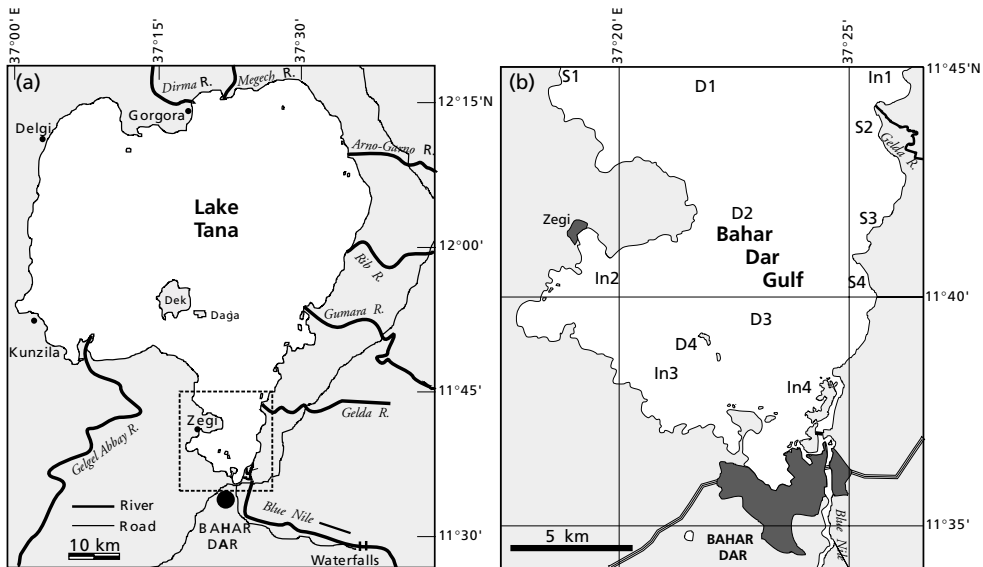 37°00' E
37°15'
37°30'
(a)
Dirma R.
Megech R.
Gorgora
12°15'N
Delgi
Arno-Garno R.
Lake
Tana
12°00'
Rib R.
Dek
Daga
Gumara R.
Kunzila
11°45'
Zegi
Gelda R.
Gelgel Abbay R.
River
Road
10 km
BAHAR
DAR
Blue Nile
11°30'
Waterfalls
37°20' E
37°25'
(b)
S1
D1
In1
11°45'N
S2
Gelda R.
Zegi
D2
S3
Bahar
Dar
Gulf
In2
S4
11°40'
D3
D4
In3
In4
5 km
BAHAR
DAR
Blue Nile
11°35'